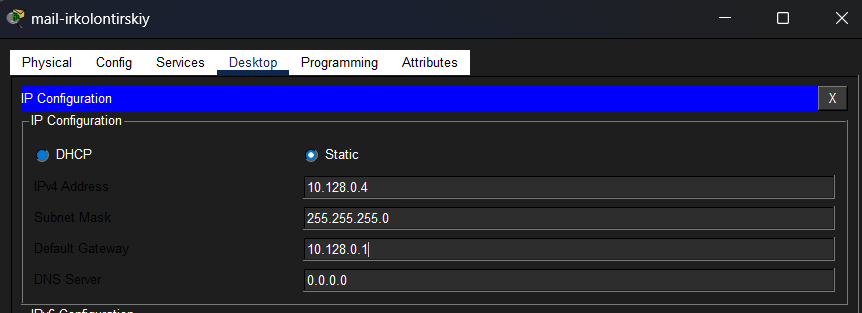 mail-irkolontirskiy
Physical Config Services Desktop Programming Attributes
IP Configuration X
IP Configuration
DHCP Static
IPv4 Address 10.128.0.4
Subnet Mask 255.255.255.0
Default Gateway 10.128.0.1
DNS Server 0.0.0.0
IPv6 Configuration